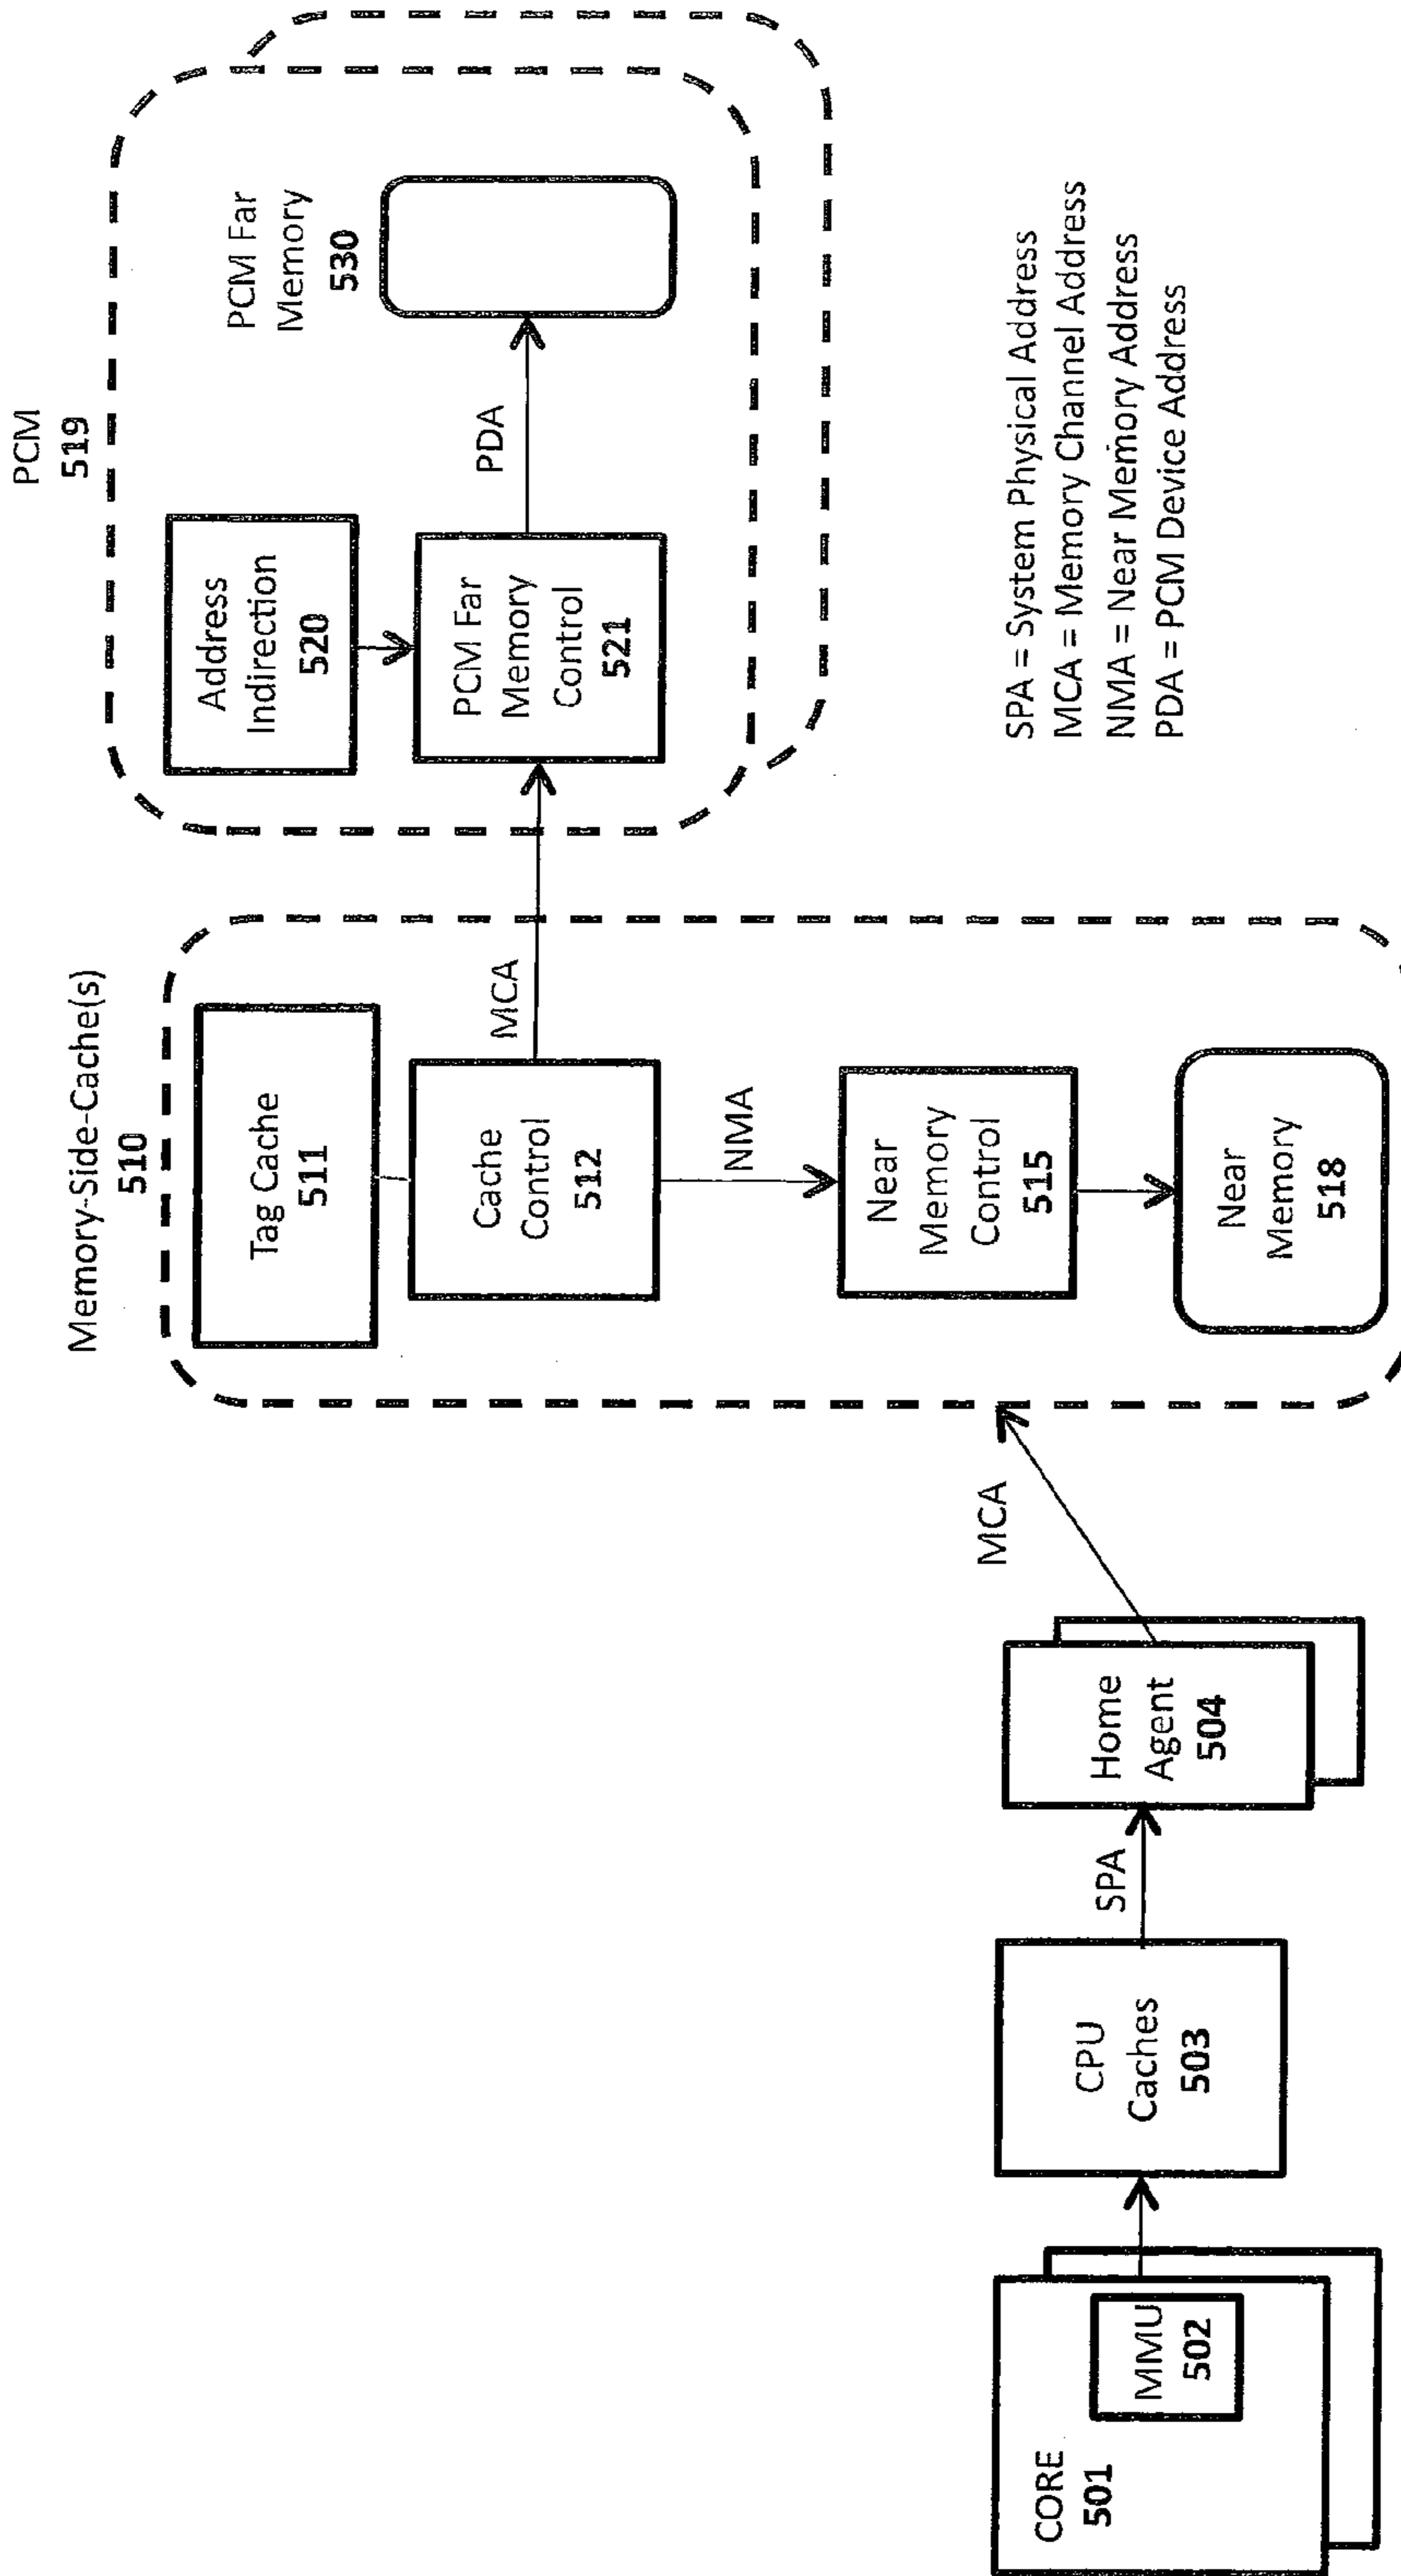 CORE
501
MMU
502
CPU
Caches
503
SPA
Home
Agent
504
MCA
Memory-Side-Cache(s)
510
Tag Cache
511
Cache
Control
512
MCA
NMA
Near
Memory
Control
515
Near
Memory
518
PCM
519
Address
Indirection
520
PCM Far
Memory
Control
521
PDA
PCM Far
Memory
530
SPA = System Physical Address
MCA = Memory Channel Address
NMA = Near Memory Address
PDA = PCM Device Address